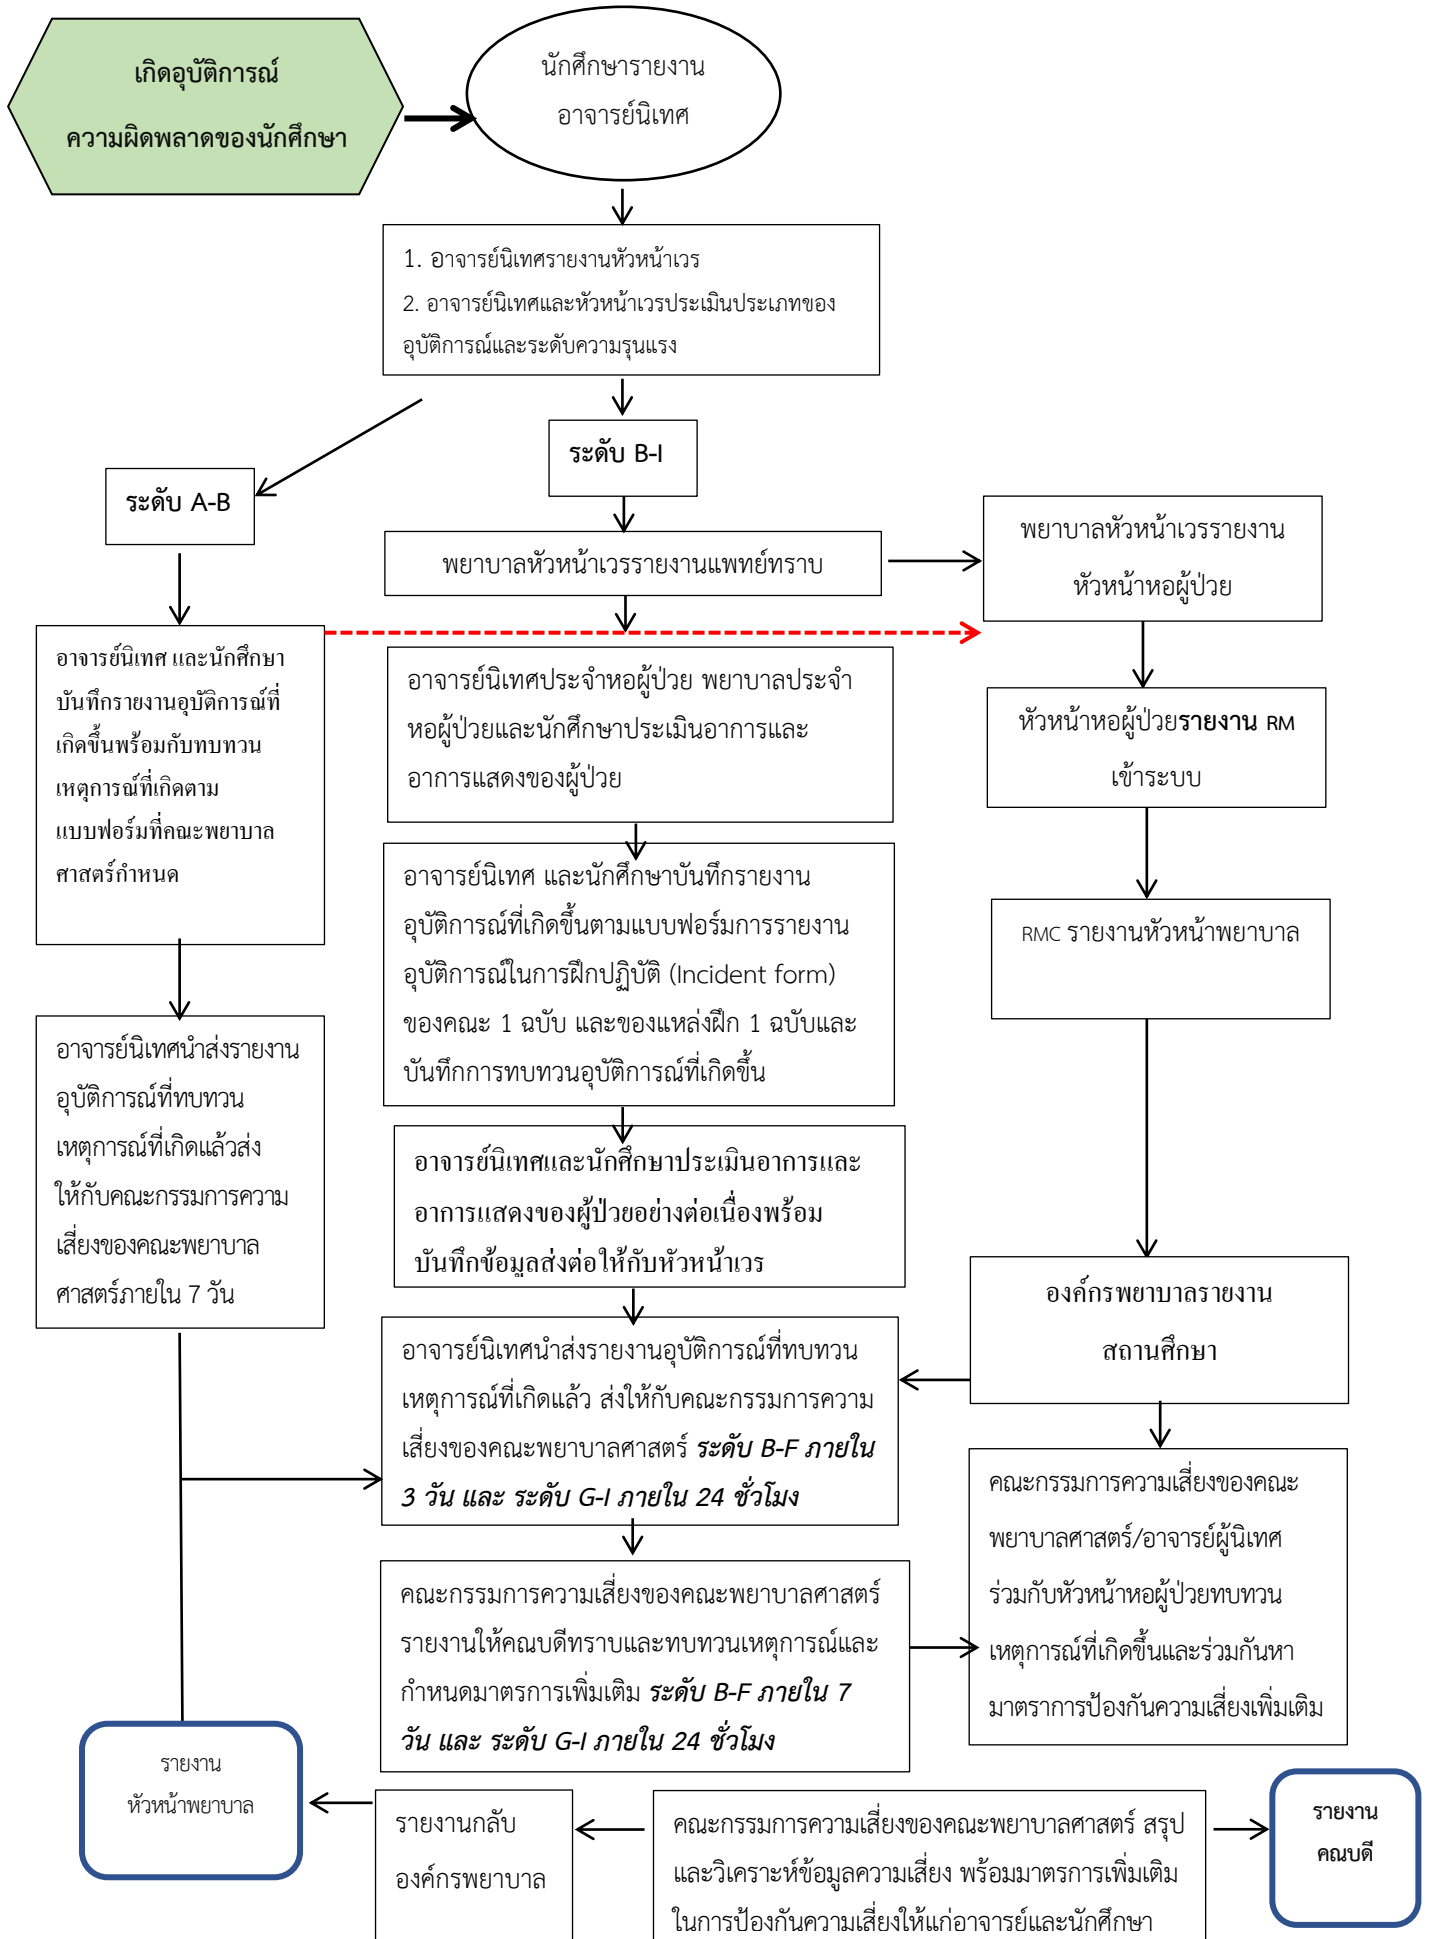 เกิดอุบัติการณ์
ความผิดพลาดของนักศึกษา
นักศึกษารายงาน
อาจารย์นิเทศ
1. อาจารย์นิเทศรายงานหัวหน้าเวร
2. อาจารย์นิเทศและหัวหน้าเวรประเมินประเภทของ
อุบัติการณ์และระดับความรุนแรง
ระดับ B-I
ระดับ A-B
พยาบาลหัวหน้าเวรรายงานแพทย์ทราบ
พยาบาลหัวหน้าเวรรายงาน
หัวหน้าหอผู้ป่วย
อาจารย์นิเทศ และนักศึกษา
บันทึกรายงานอุบัติการณ์ที่
เกิดขึ้นพร้อมกับทบทวน
เหตุการณ์ที่เกิดตาม
แบบฟอร์มที่คณะพยาบาล
ศาสตร์กำหนด
อาจารย์นิเทศประจำหอผู้ป่วย พยาบาลประจำ
หอผู้ป่วยและนักศึกษาประเมินอาการและ
อาการแสดงของผู้ป่วย
หัวหน้าหอผู้ป่วยรายงาน RM
เข้าระบบ
อาจารย์นิเทศ และนักศึกษาบันทึกรายงาน
อุบัติการณ์ที่เกิดขึ้นตามแบบฟอร์มการรายงาน
อุบัติการณ์ในการฝึกปฏิบัติ (Incident form)
ของคณะ 1 ฉบับ และของแหล่งฝึก 1 ฉบับและ
บันทึกการทบทวนอุบัติการณ์ที่เกิดขึ้น
RMC รายงานหัวหน้าพยาบาล
อาจารย์นิเทศนำส่งรายงาน
อุบัติการณ์ที่ทบทวน
เหตุการณ์ที่เกิดแล้วส่ง
ให้กับคณะกรรมการความ
เสี่ยงของคณะพยาบาล
ศาสตร์ภายใน 7 วัน
อาจารย์นิเทศและนักศึกษาประเมินอาการและ
อาการแสดงของผู้ป่วยอย่างต่อเนื่องพร้อม
บันทึกข้อมูลส่งต่อให้กับหัวหน้าเวร
องค์กรพยาบาลรายงาน
สถานศึกษา
อาจารย์นิเทศนำส่งรายงานอุบัติการณ์ที่ทบทวน
เหตุการณ์ที่เกิดแล้ว ส่งให้กับคณะกรรมการความ
เสี่ยงของคณะพยาบาลศาสตร์ ระดับ B-F ภายใน
3 วัน และ ระดับ G-I ภายใน 24 ชั่วโมง
คณะกรรมการความเสี่ยงของคณะ
พยาบาลศาสตร์/อาจารย์ผู้นิเทศ
ร่วมกับหัวหน้าหอผู้ป่วยทบทวน
เหตุการณ์ที่เกิดขึ้นและร่วมกันหา
มาตราการป้องกันความเสี่ยงเพิ่มเติม
คณะกรรมการความเสี่ยงของคณะพยาบาลศาสตร์
รายงานให้คณบดีทราบและทบทวนเหตุการณ์และ
กำหนดมาตรการเพิ่มเติม ระดับ B-F ภายใน 7
วัน และ ระดับ G-I ภายใน 24 ชั่วโมง
รายงาน
หัวหน้าพยาบาล
รายงานกลับ
องค์กรพยาบาล
คณะกรรมการความเสี่ยงของคณะพยาบาลศาสตร์ สรุป
และวิเคราะห์ข้อมูลความเสี่ยง พร้อมมาตรการเพิ่มเติม
ในการป้องกันความเสี่ยงให้แก่อาจารย์และนักศึกษา
รายงาน
คณบดี